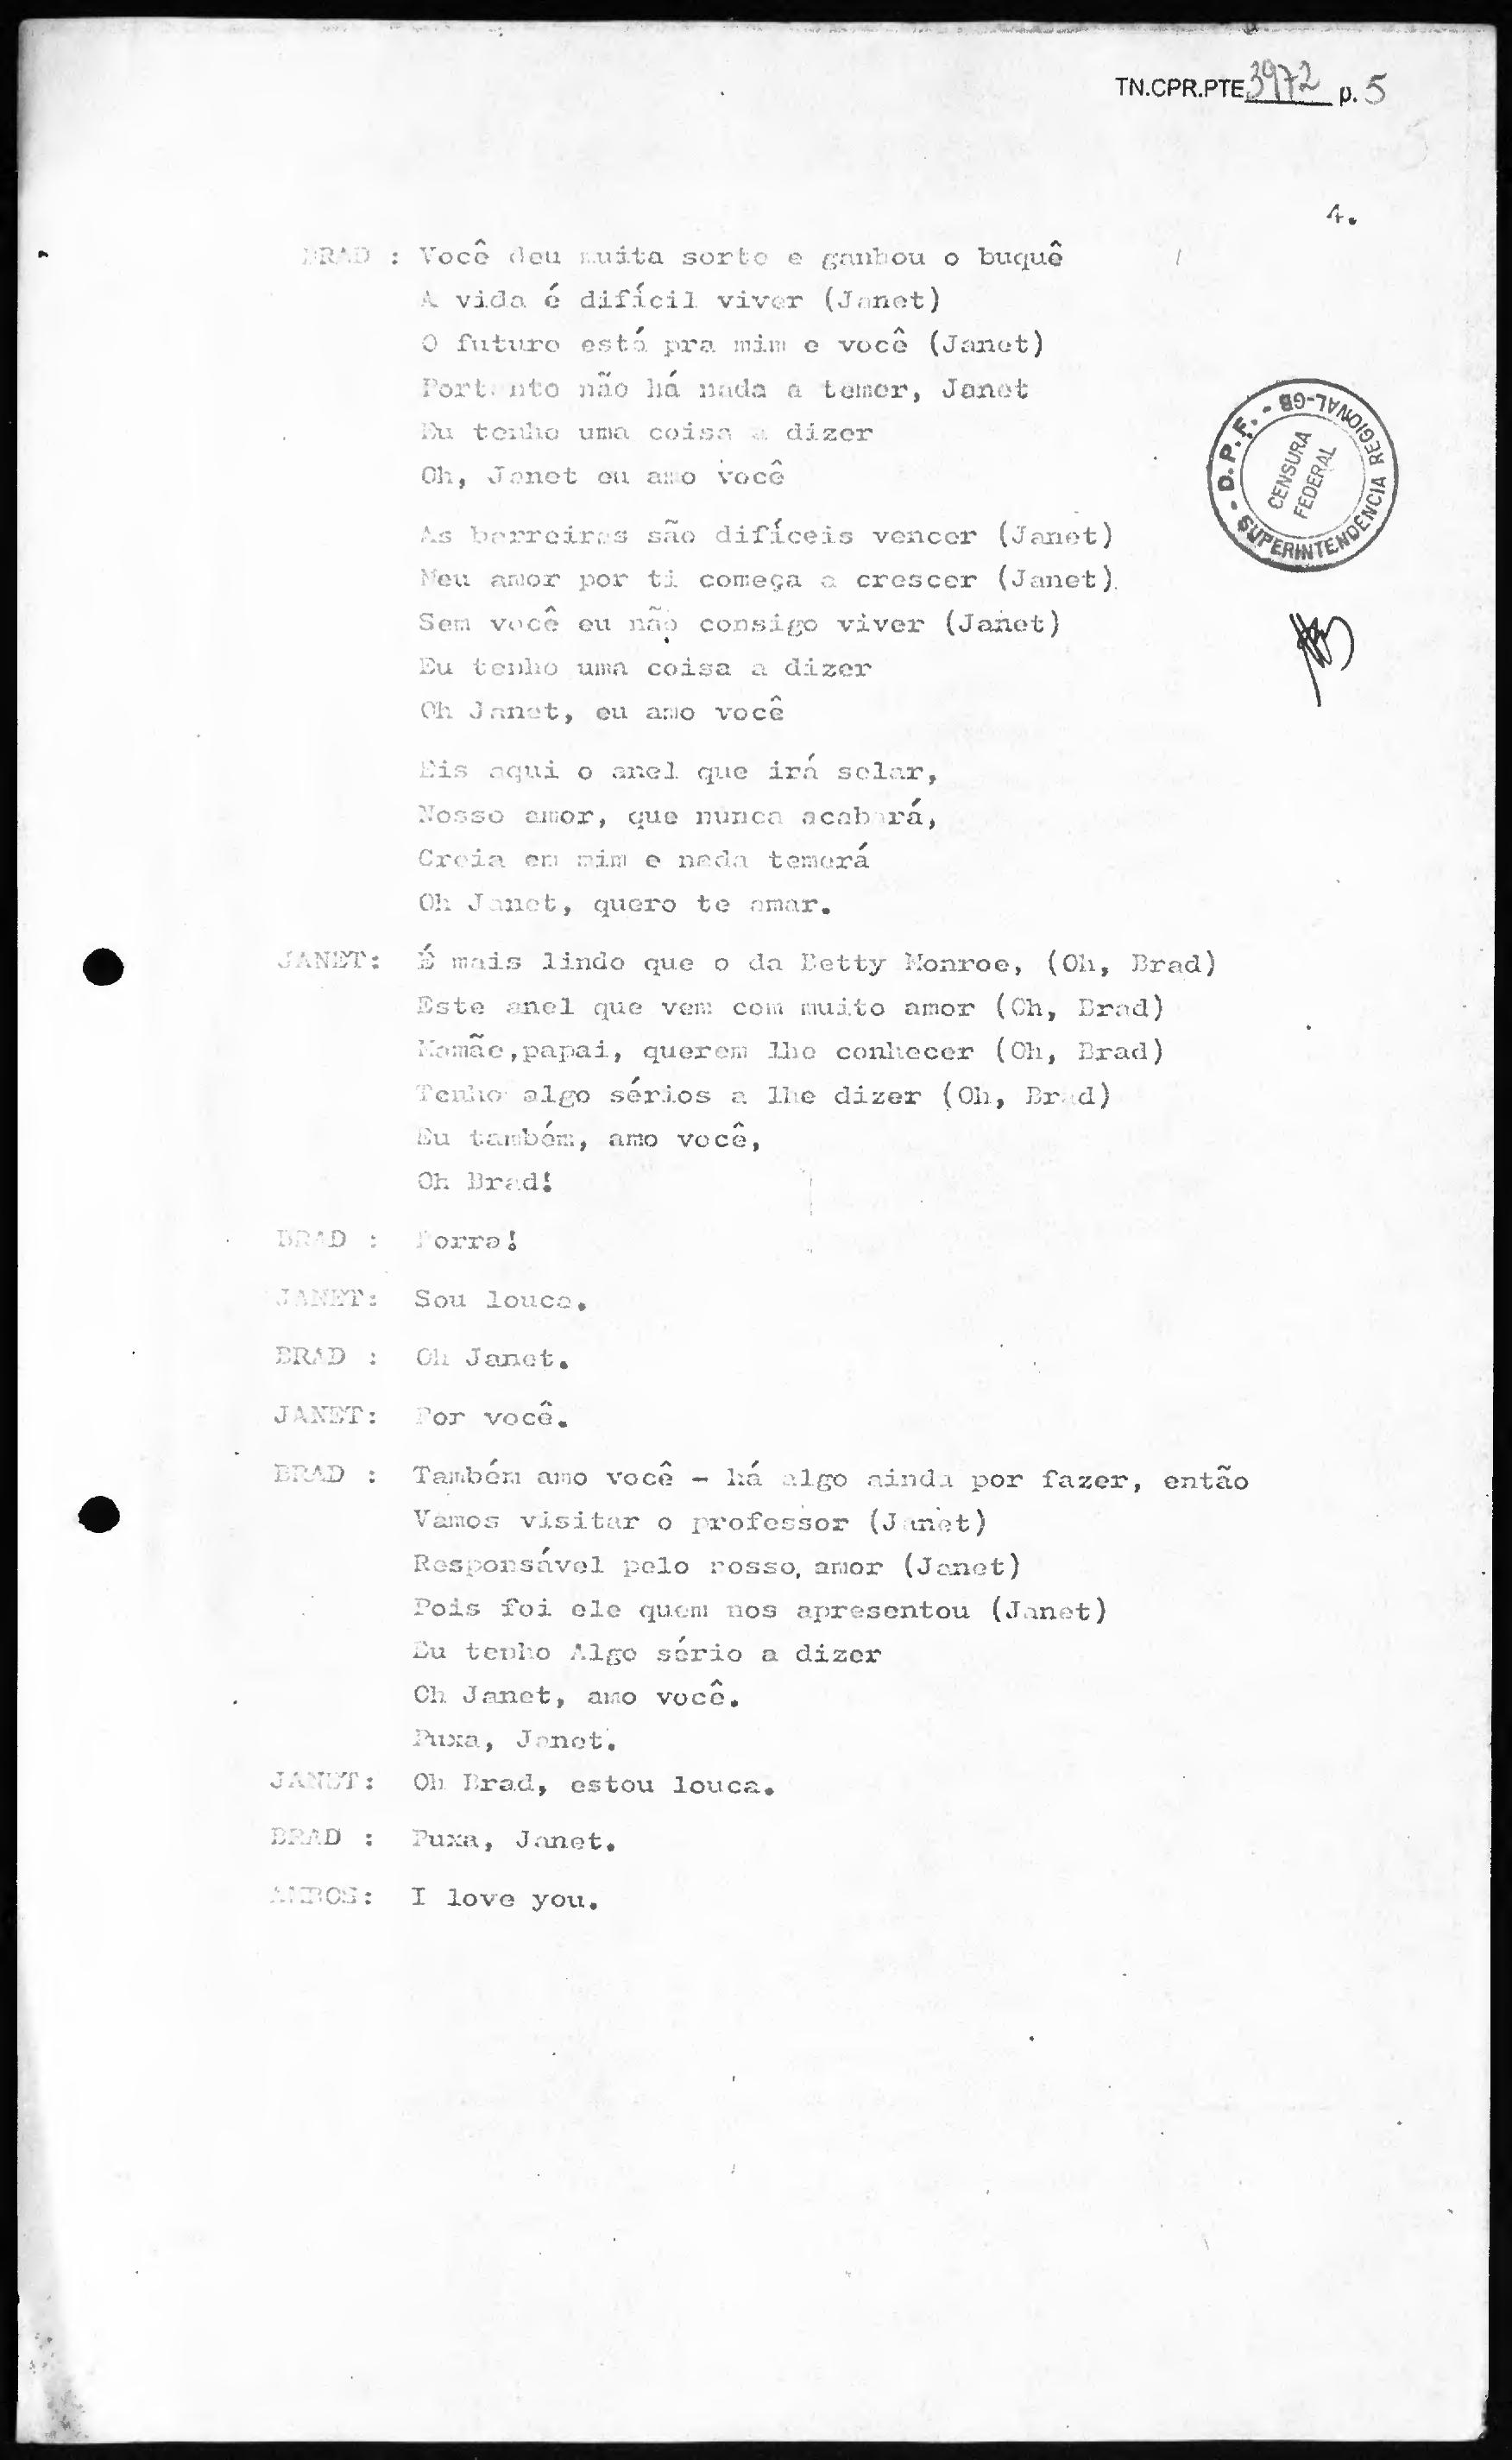 TN.CPR.PTE 3972 p. 5
4.
BRAD : Você deu muita sorte e ganhou o buquê
A vida é difícil viver (Janet)
O futuro está pra mim e você (Janet)
Portanto não há nada a temer, Janet
Eu tenho uma coisa a dizer
Oh, Janet eu amo você
As barreiras são difíceis vencer (Janet)
Meu amor por ti começa a crescer (Janet)
Sem você eu não consigo viver (Janet)
Eu tenho uma coisa a dizer
Oh Janet, eu amo você
Eis aqui o anel que irá selar,
Nosso amor, que nunca acabará,
Creia em mim e nada temerá
Oh Janet, quero te amar.
JANET: É mais lindo que o da Betty Monroe, (Oh, Brad)
Este anel que vem com muito amor (Oh, Brad)
Mamãe,papai, querem lhe conhecer (Oh, Brad)
Tenho algo sérios a lhe dizer (Oh, Brad)
Eu também, amo você,
Oh Brad!
BRAD : Porra!
JANET: Sou louca.
BRAD : Oh Janet.
JANET: Por você.
BRAD : Também amo você - há algo ainda por fazer, então
Vamos visitar o professor (Janet)
Responsável pelo nosso, amor (Janet)
Pois foi ele quem nos apresentou (Janet)
Eu tenho Algo sério a dizer
Oh Janet, amo você.
Puxa, Janet.
JANET: Oh Brad, estou louca.
BRAD : Puxa, Janet.
AMBOS: I love you.
- D.P.F. - SUPERINTENDÊNCIA REGIONAL-GB
CENSURA
FEDERAL